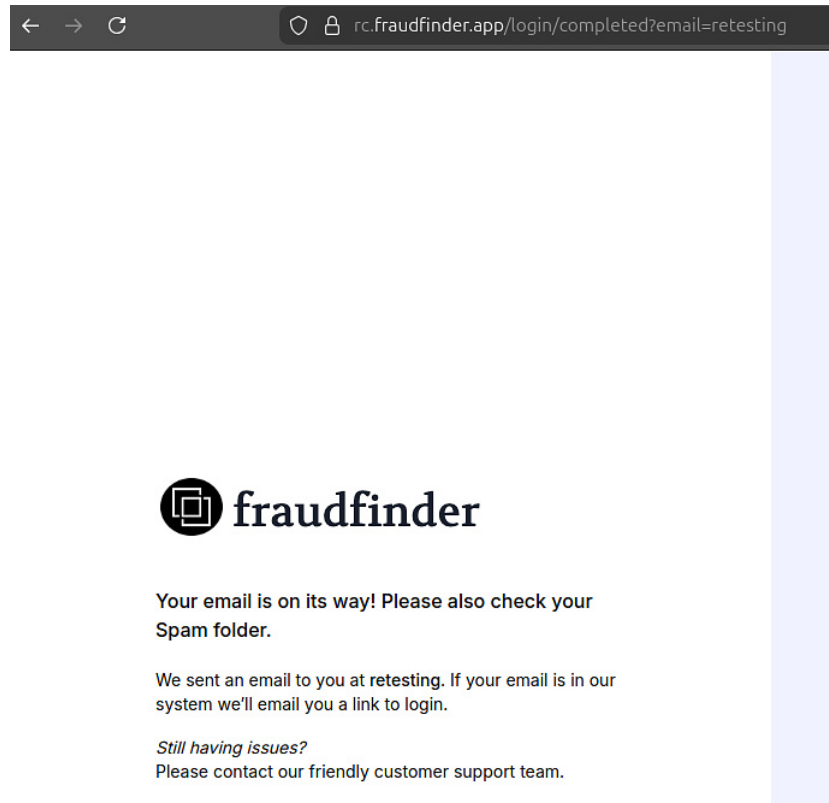 rc.fraudfinder.app/login/completed?email=retesting
fraudfinder
Your email is on its way! Please also check your
Spam folder.
We sent an email to you at retesting. If your email is in our
system we’ll email you a link to login.
Still having issues?
Please contact our friendly customer support team.